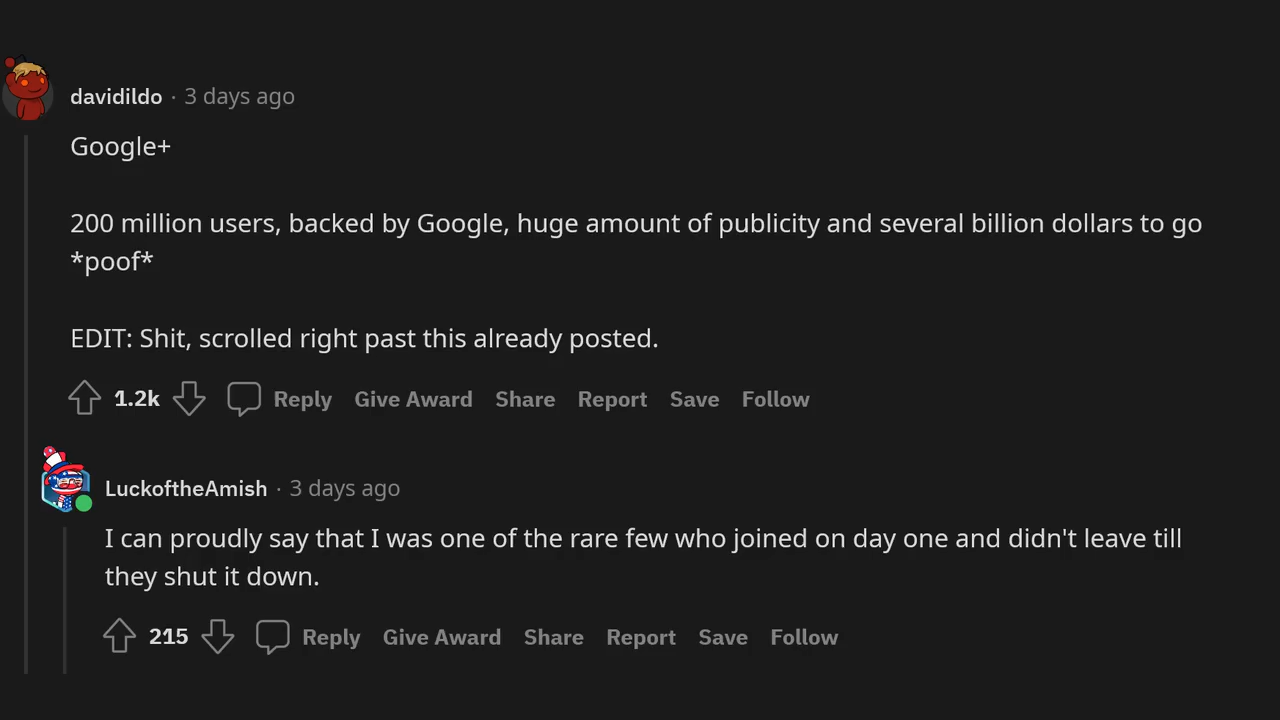 davidildo · 3 days ago
Google+
200 million users, backed by Google, huge amount of publicity and several billion dollars to go
*poof*
EDIT: Shit, scrolled right past this already posted.
1.2k Reply Give Award Share Report Save Follow
LuckoftheAmish · 3 days ago
I can proudly say that I was one of the rare few who joined on day one and didn't leave till
they shut it down.
215 Reply Give Award Share Report Save Follow